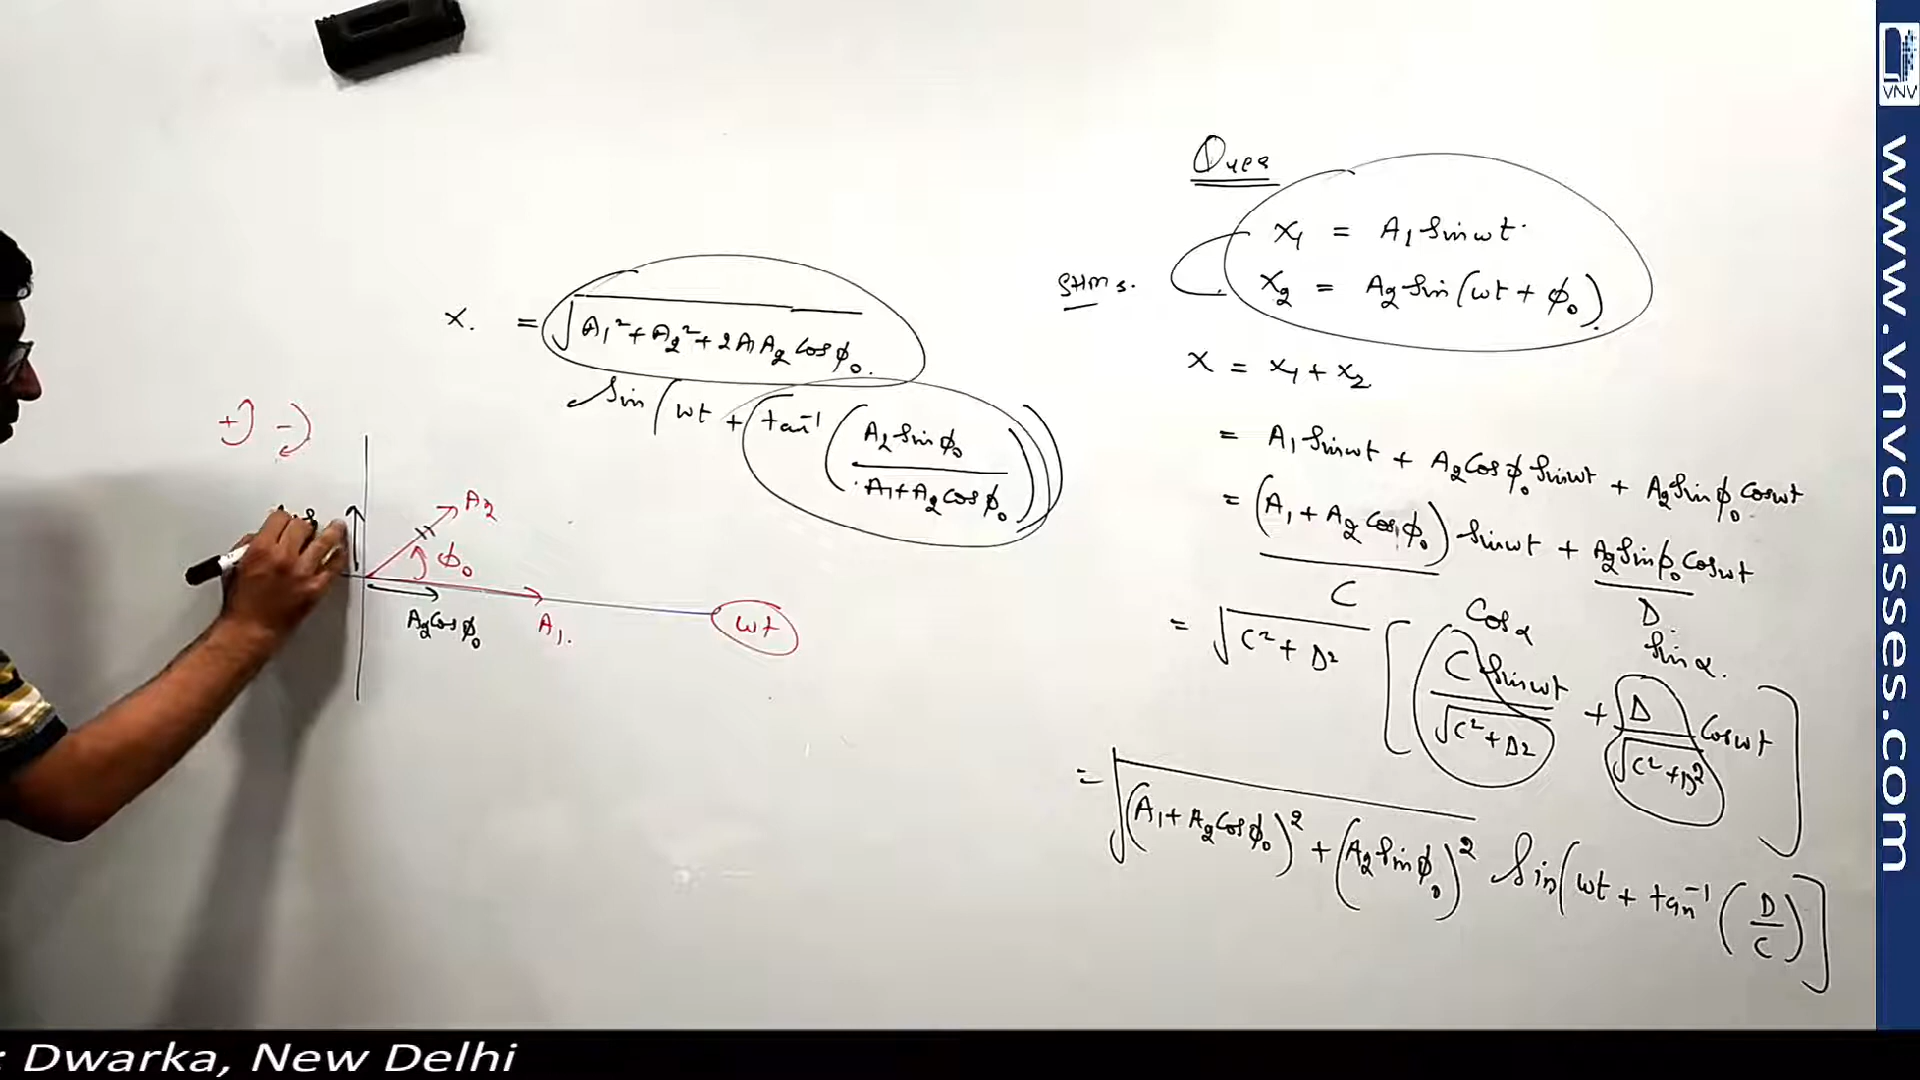 Ques
x₁ = A₁ sin ωt
SHMs.
x₂ = A₂ sin(ωt + ϕ₀)
x = x₁ + x₂
= A₁ sin ωt + A₂ cos ϕ₀ sin ωt + A₂ sin ϕ₀ cos ωt
= (A₁ + A₂ cos ϕ₀) sin ωt + A₂ sin ϕ₀ cos ωt
C D
cos α sin α.
= √(C² + D²) [ C sin ωt / √(C² + D²) + D / √(C² + D²) cos ωt ]
= √((A₁ + A₂ cos ϕ₀)² + (A₂ sin ϕ₀)²) sin(ωt + tan⁻¹(D/C)]
x. = √(A₁² + A₂² + 2A₁A₂ cos ϕ₀.)
sin(ωt + tan⁻¹(A₂ sin ϕ₀ / A₁ + A₂ cos ϕ₀))
+) -)
A₂
ϕ₀
A₂ cos ϕ₀
A₁.
ωt
VNV
www.vnvclasses.com
: Dwarka, New Delhi